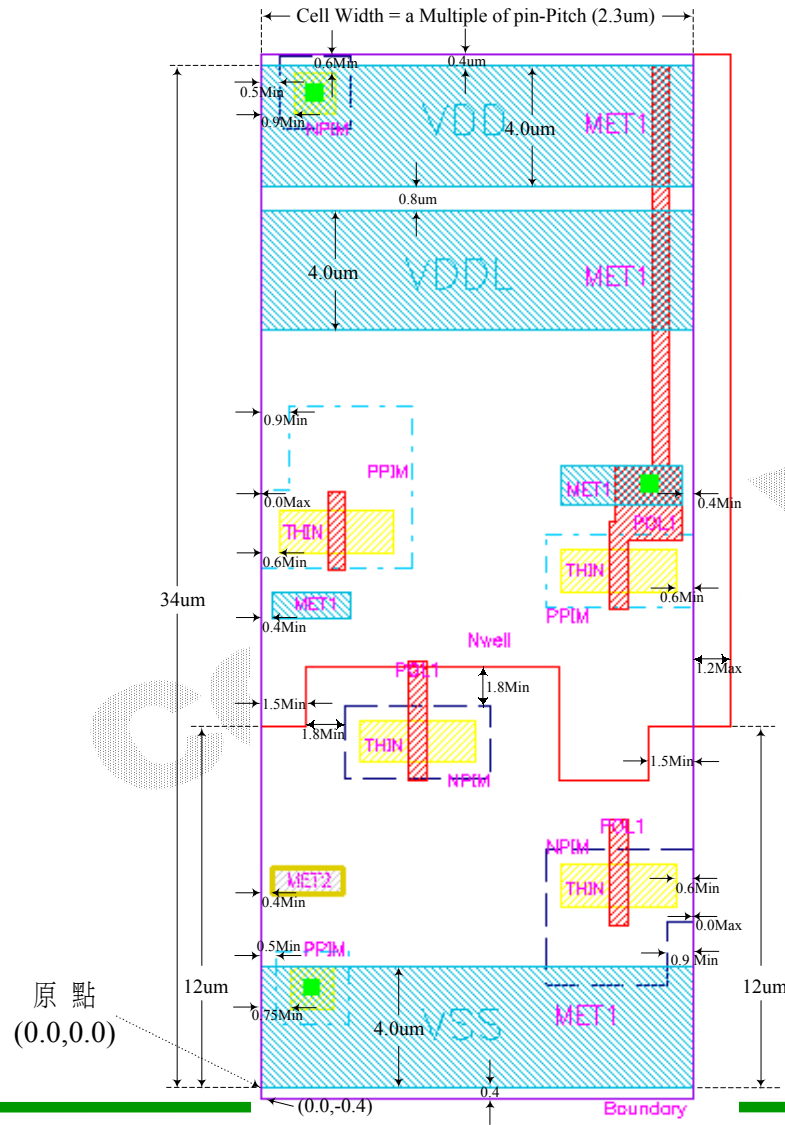 Cell Width = a Multiple of pin-Pitch (2.3um)
0.6Min
0.4um
0.5Min
0.9Min
NPIM
VDD
4.0um
MET1
0.8um
4.0um
VDDL
MET1
0.9Min
PPIM
MET1
0.0Max
0.4Min
POL1
THIN
0.6Min
THIN
0.6Min
34um
MET1
0.4Min
PPIM
Nwell
1.2Max
POL1
1.8Min
1.5Min
1.8Min
THIN
1.5Min
NPIM
POL1
NPIM
MET2
THIN
0.6Min
0.4Min
0.0Max
0.5Min
PPIM
0.9 Min
原 點
(0.0,0.0)
12um
12um
0.75Min
4.0um
VSS
MET1
0.4
(0.0,-0.4)
Boundary